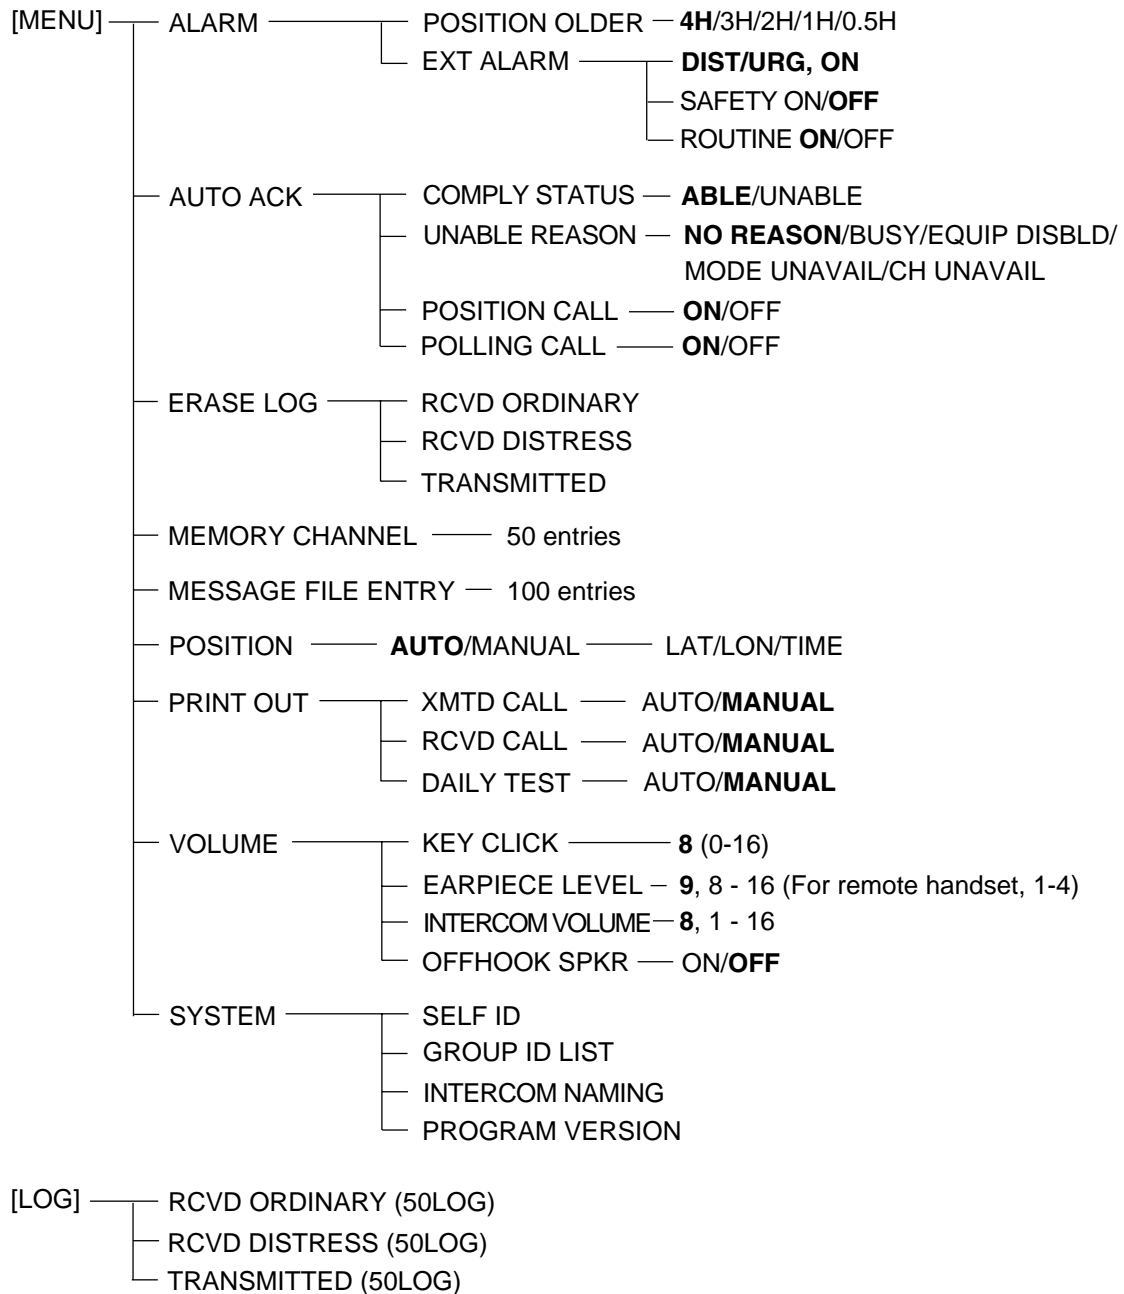 [MENU] ALARM POSITION OLDER 4H/3H/2H/1H/0.5H
EXT ALARM DIST/URG, ON
SAFETY ON/OFF
ROUTINE ON/OFF
AUTO ACK COMPLY STATUS ABLE/UNABLE
UNABLE REASON NO REASON/BUSY/EQUIP DISBLD/
MODE UNAVAIL/CH UNAVAIL
POSITION CALL ON/OFF
POLLING CALL ON/OFF
ERASE LOG RCVD ORDINARY
RCVD DISTRESS
TRANSMITTED
MEMORY CHANNEL 50 entries
MESSAGE FILE ENTRY 100 entries
POSITION AUTO/MANUAL LAT/LON/TIME
PRINT OUT XMTD CALL AUTO/MANUAL
RCVD CALL AUTO/MANUAL
DAILY TEST AUTO/MANUAL
VOLUME KEY CLICK 8 (0-16)
EARPIECE LEVEL 9, 8 - 16 (For remote handset, 1-4)
INTERCOM VOLUME 8, 1 - 16
OFFHOOK SPKR ON/OFF
SYSTEM SELF ID
GROUP ID LIST
INTERCOM NAMING
PROGRAM VERSION
[LOG] RCVD ORDINARY (50LOG)
RCVD DISTRESS (50LOG)
TRANSMITTED (50LOG)